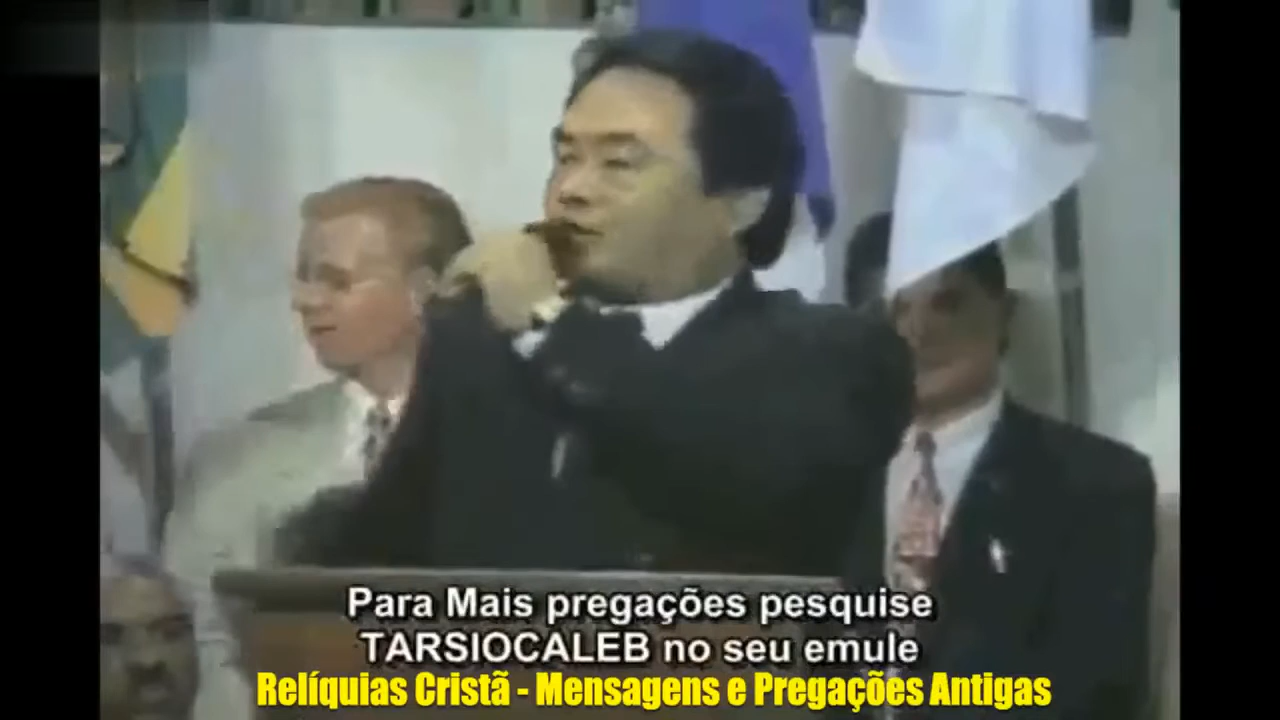 Para Mais pregações pesquise
TARSIOCALEB no seu emule
Relíquias Cristã - Mensagens e Pregações Antigas